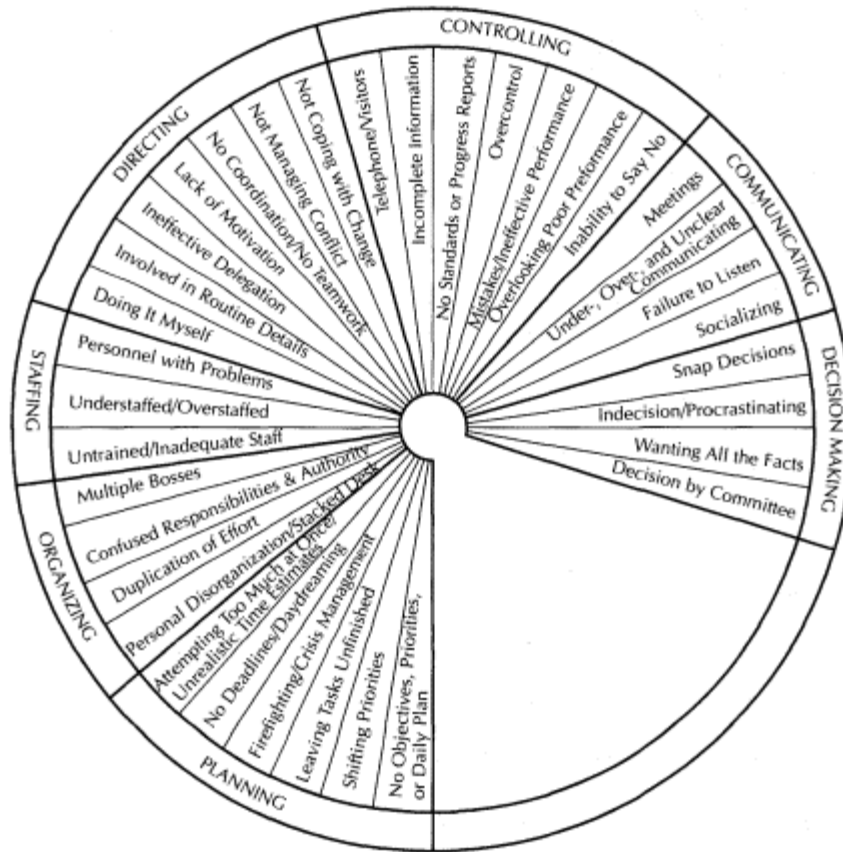 PLANNING
No Objectives, Priorities,
or Daily Plan
Shifting Priorities
Leaving Tasks Unfinished
Firefighting/Crisis Management
No Deadlines/Daydreaming
Attempting Too Much at Once/
Unrealistic Time Estimates
ORGANIZING
Personal Disorganization/Stacked Desk
Duplication of Effort
Confused Responsibilities & Authority
Multiple Bosses
STAFFING
Untrained/Inadequate Staff
Understaffed/Overstaffed
Personnel with Problems
DIRECTING
Doing It Myself
Involved in Routine Details
Ineffective Delegation
Lack of Motivation
No Coordination/No Teamwork
Not Managing Conflict
Not Coping with Change
CONTROLLING
Telephone/Visitors
Incomplete Information
No Standards or Progress Reports
Overcontrol
Mistakes/Ineffective Performance
Overlooking Poor Preformance
Inability to Say No
COMMUNICATING
Meetings
Under-, Over-, and Unclear
Communicating
Failure to Listen
Socializing
DECISION MAKING
Snap Decisions
Indecision/Procrastinating
Wanting All the Facts
Decision by Committee